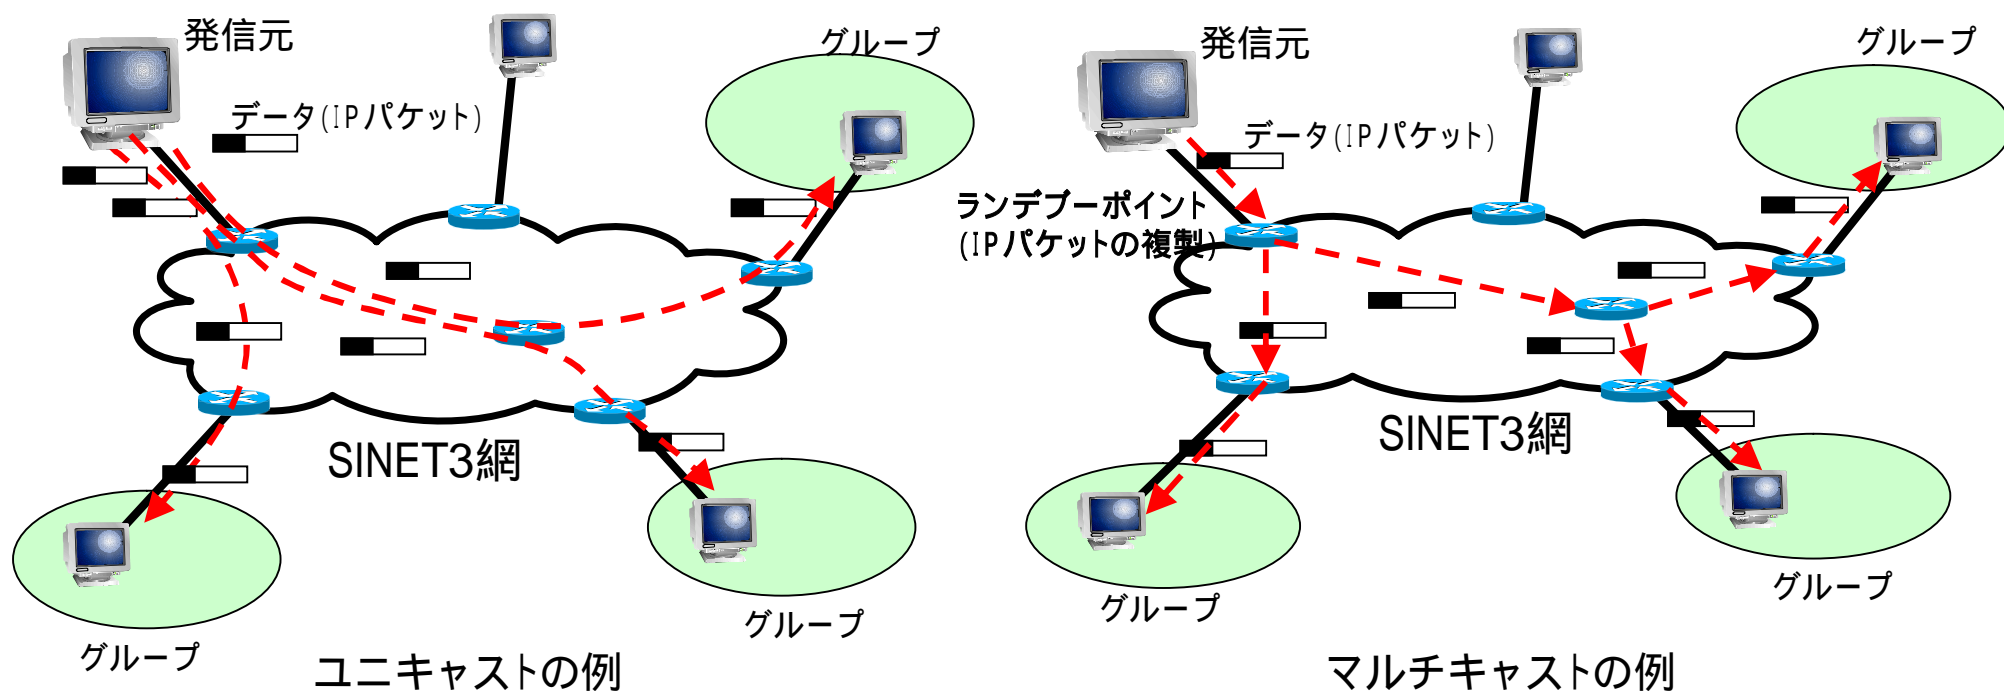 発信元
データ(IPパケット)
グループ
SINET3網
グループ
グループ
ユニキャストの例
発信元
データ(IPパケット)
グループ
ランデブーポイント
(IPパケットの複製)
SINET3網
グループ
グループ
マルチキャストの例